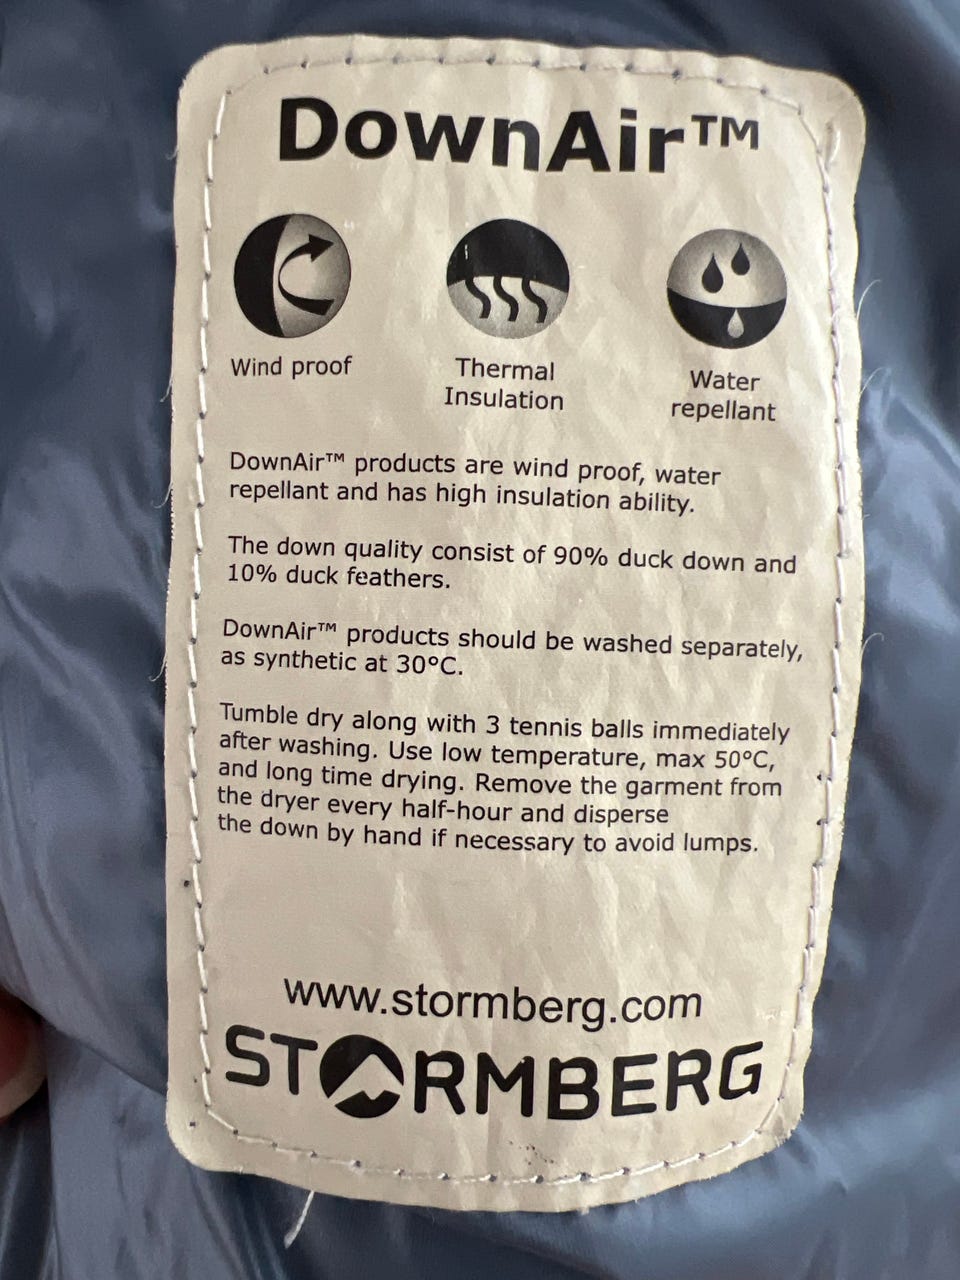 DownAir™
Wind proof
Thermal
Insulation
Water
repellant
DownAir™ products are wind proof, water
repellant and has high insulation ability.
The down quality consist of 90% duck down and
10% duck feathers.
DownAir™ products should be washed separately,
as synthetic at 30°C.
Tumble dry along with 3 tennis balls immediately
after washing. Use low temperature, max 50°C,
and long time drying. Remove the garment from
the dryer every half-hour and disperse
the down by hand if necessary to avoid lumps.
www.stormberg.com
STORMBERG